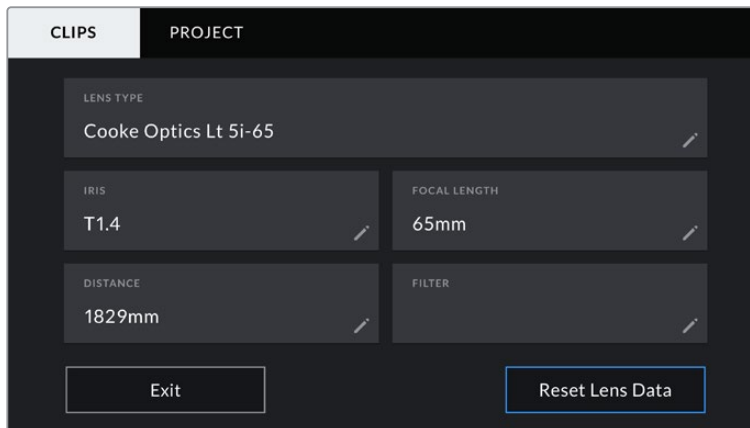 CLIPS PROJECT
LENS TYPE
Cooke Optics Lt 5i-65
IRIS FOCAL LENGTH
T1.4 65mm
DISTANCE FILTER
1829mm
Exit Reset Lens Data